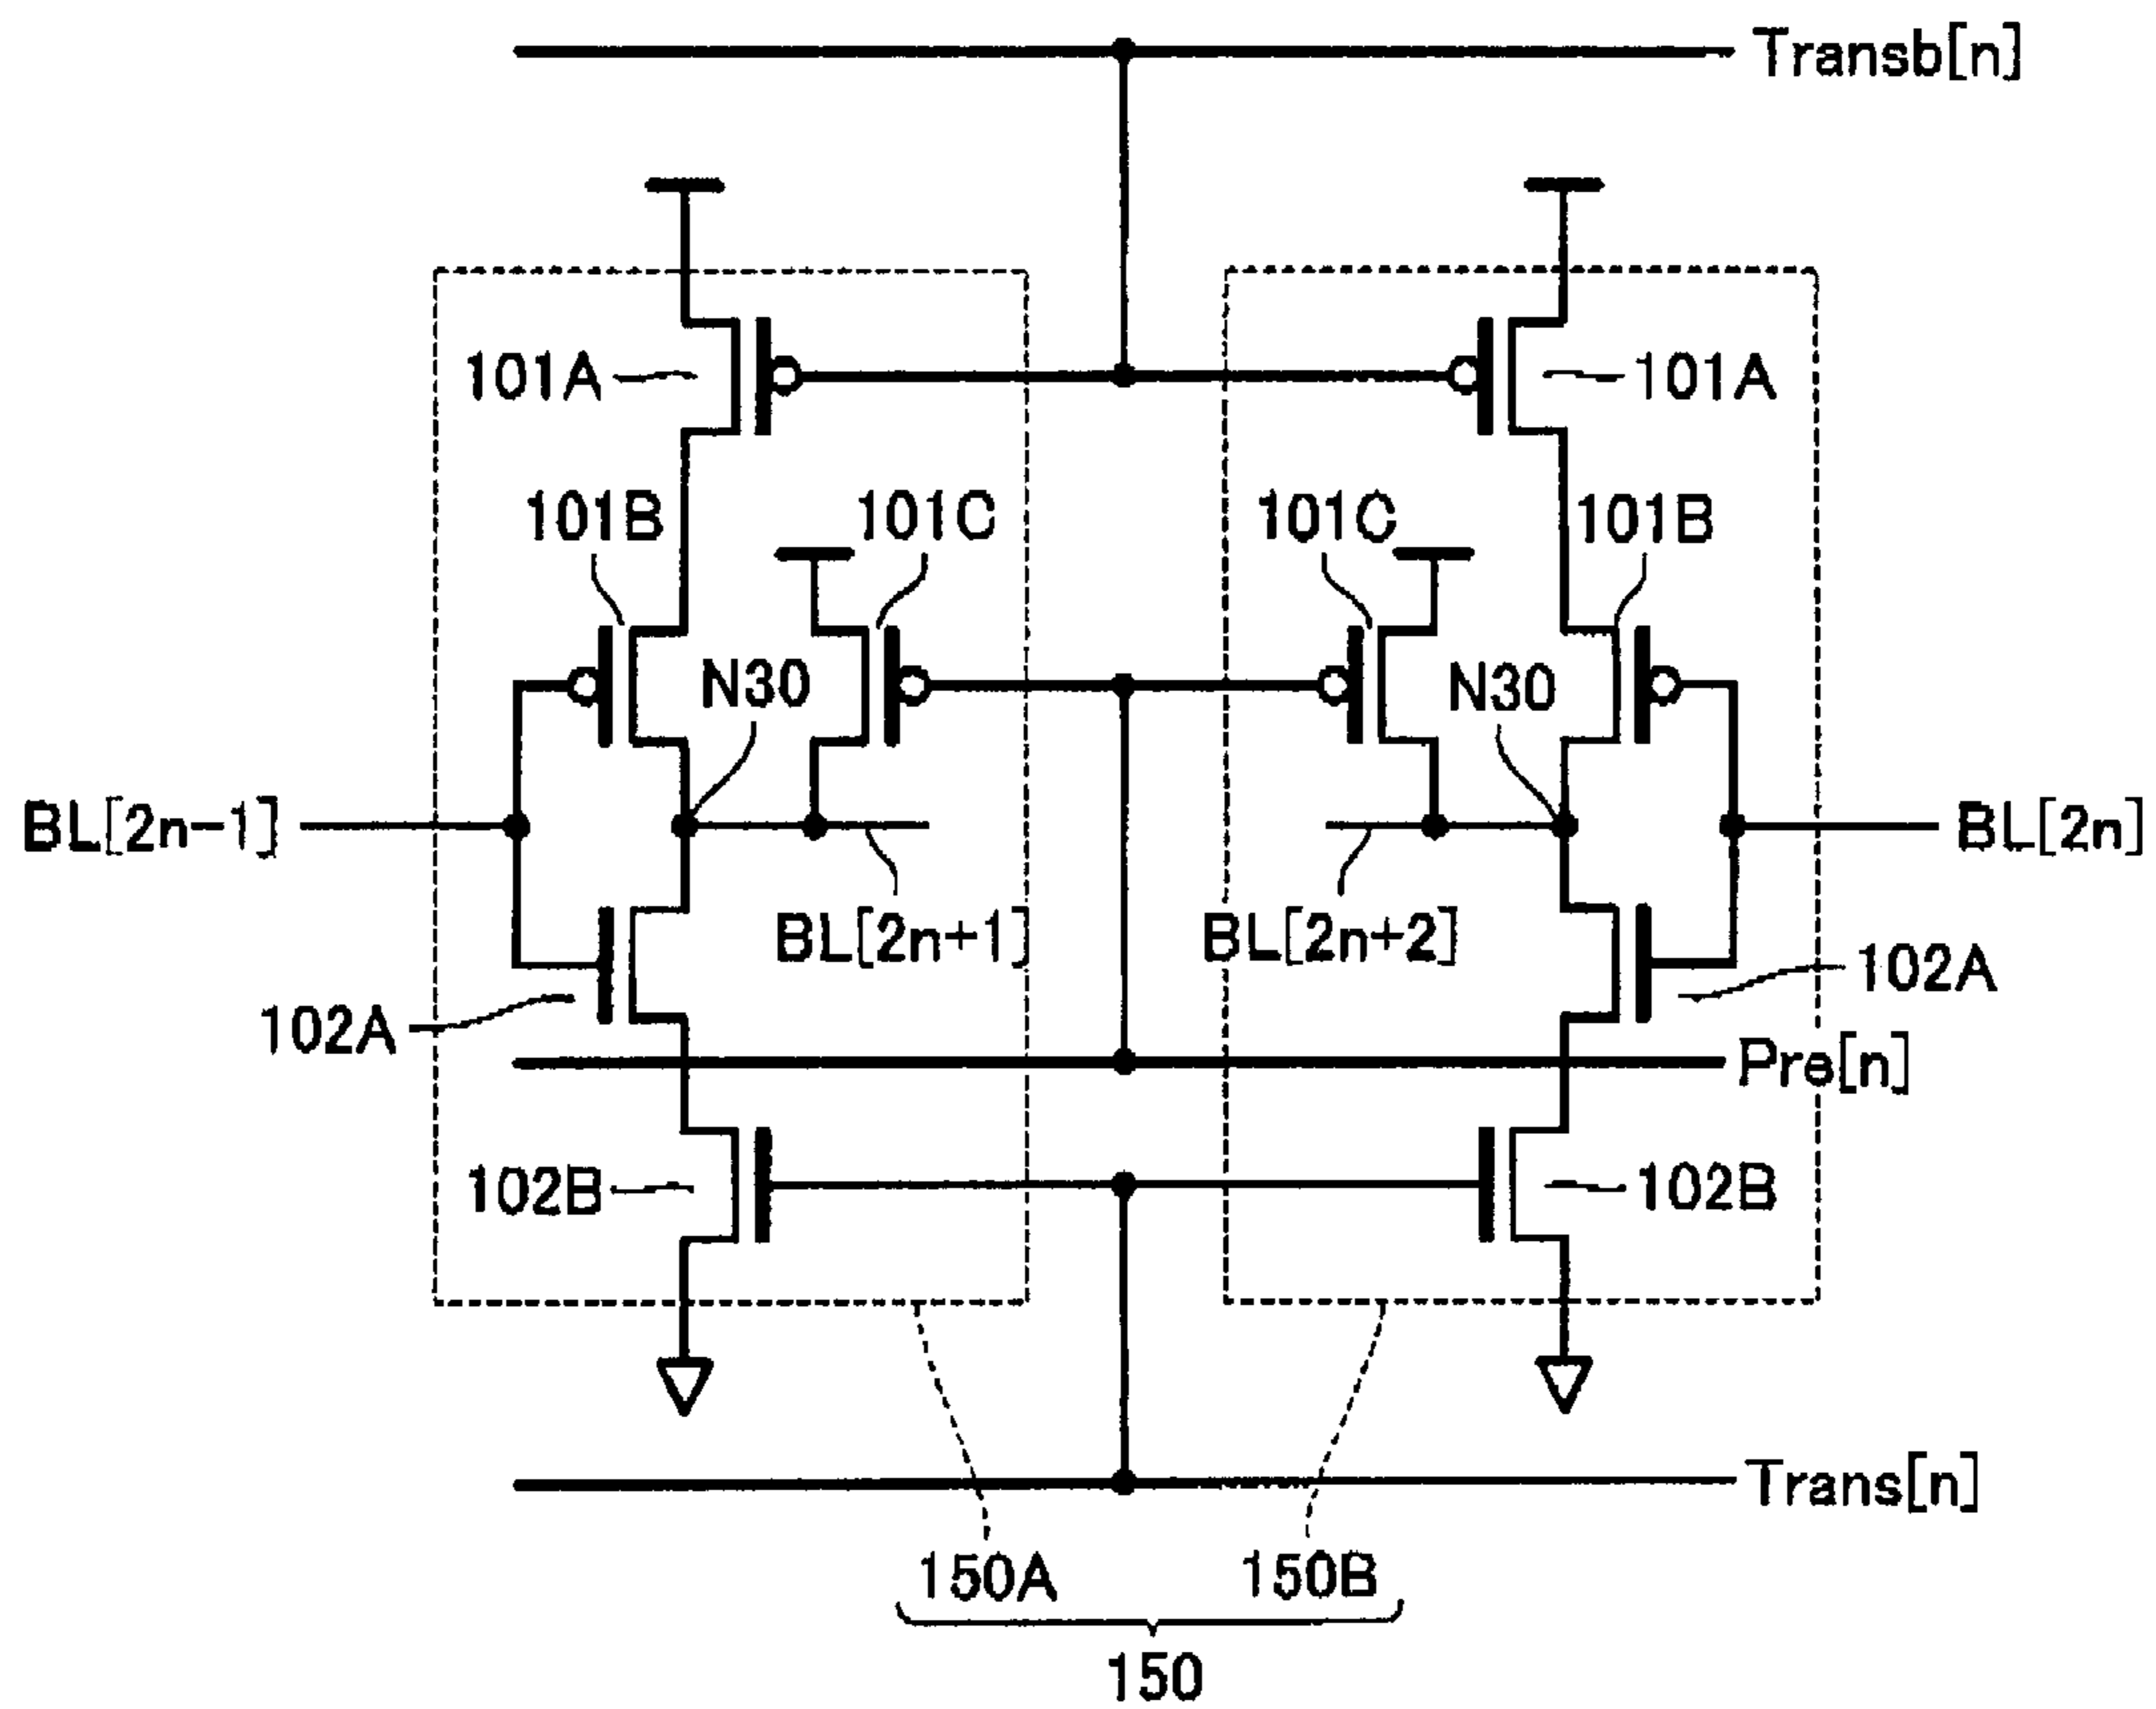 Transb[n]
101A
101A
101B
101C
101C
101B
N30
N30
BL[2n-1]
BL[2n]
BL[2n+1]
BL[2n+2]
102A
102A
Pre[n]
102B
102B
Trans[n]
150A
150B
150